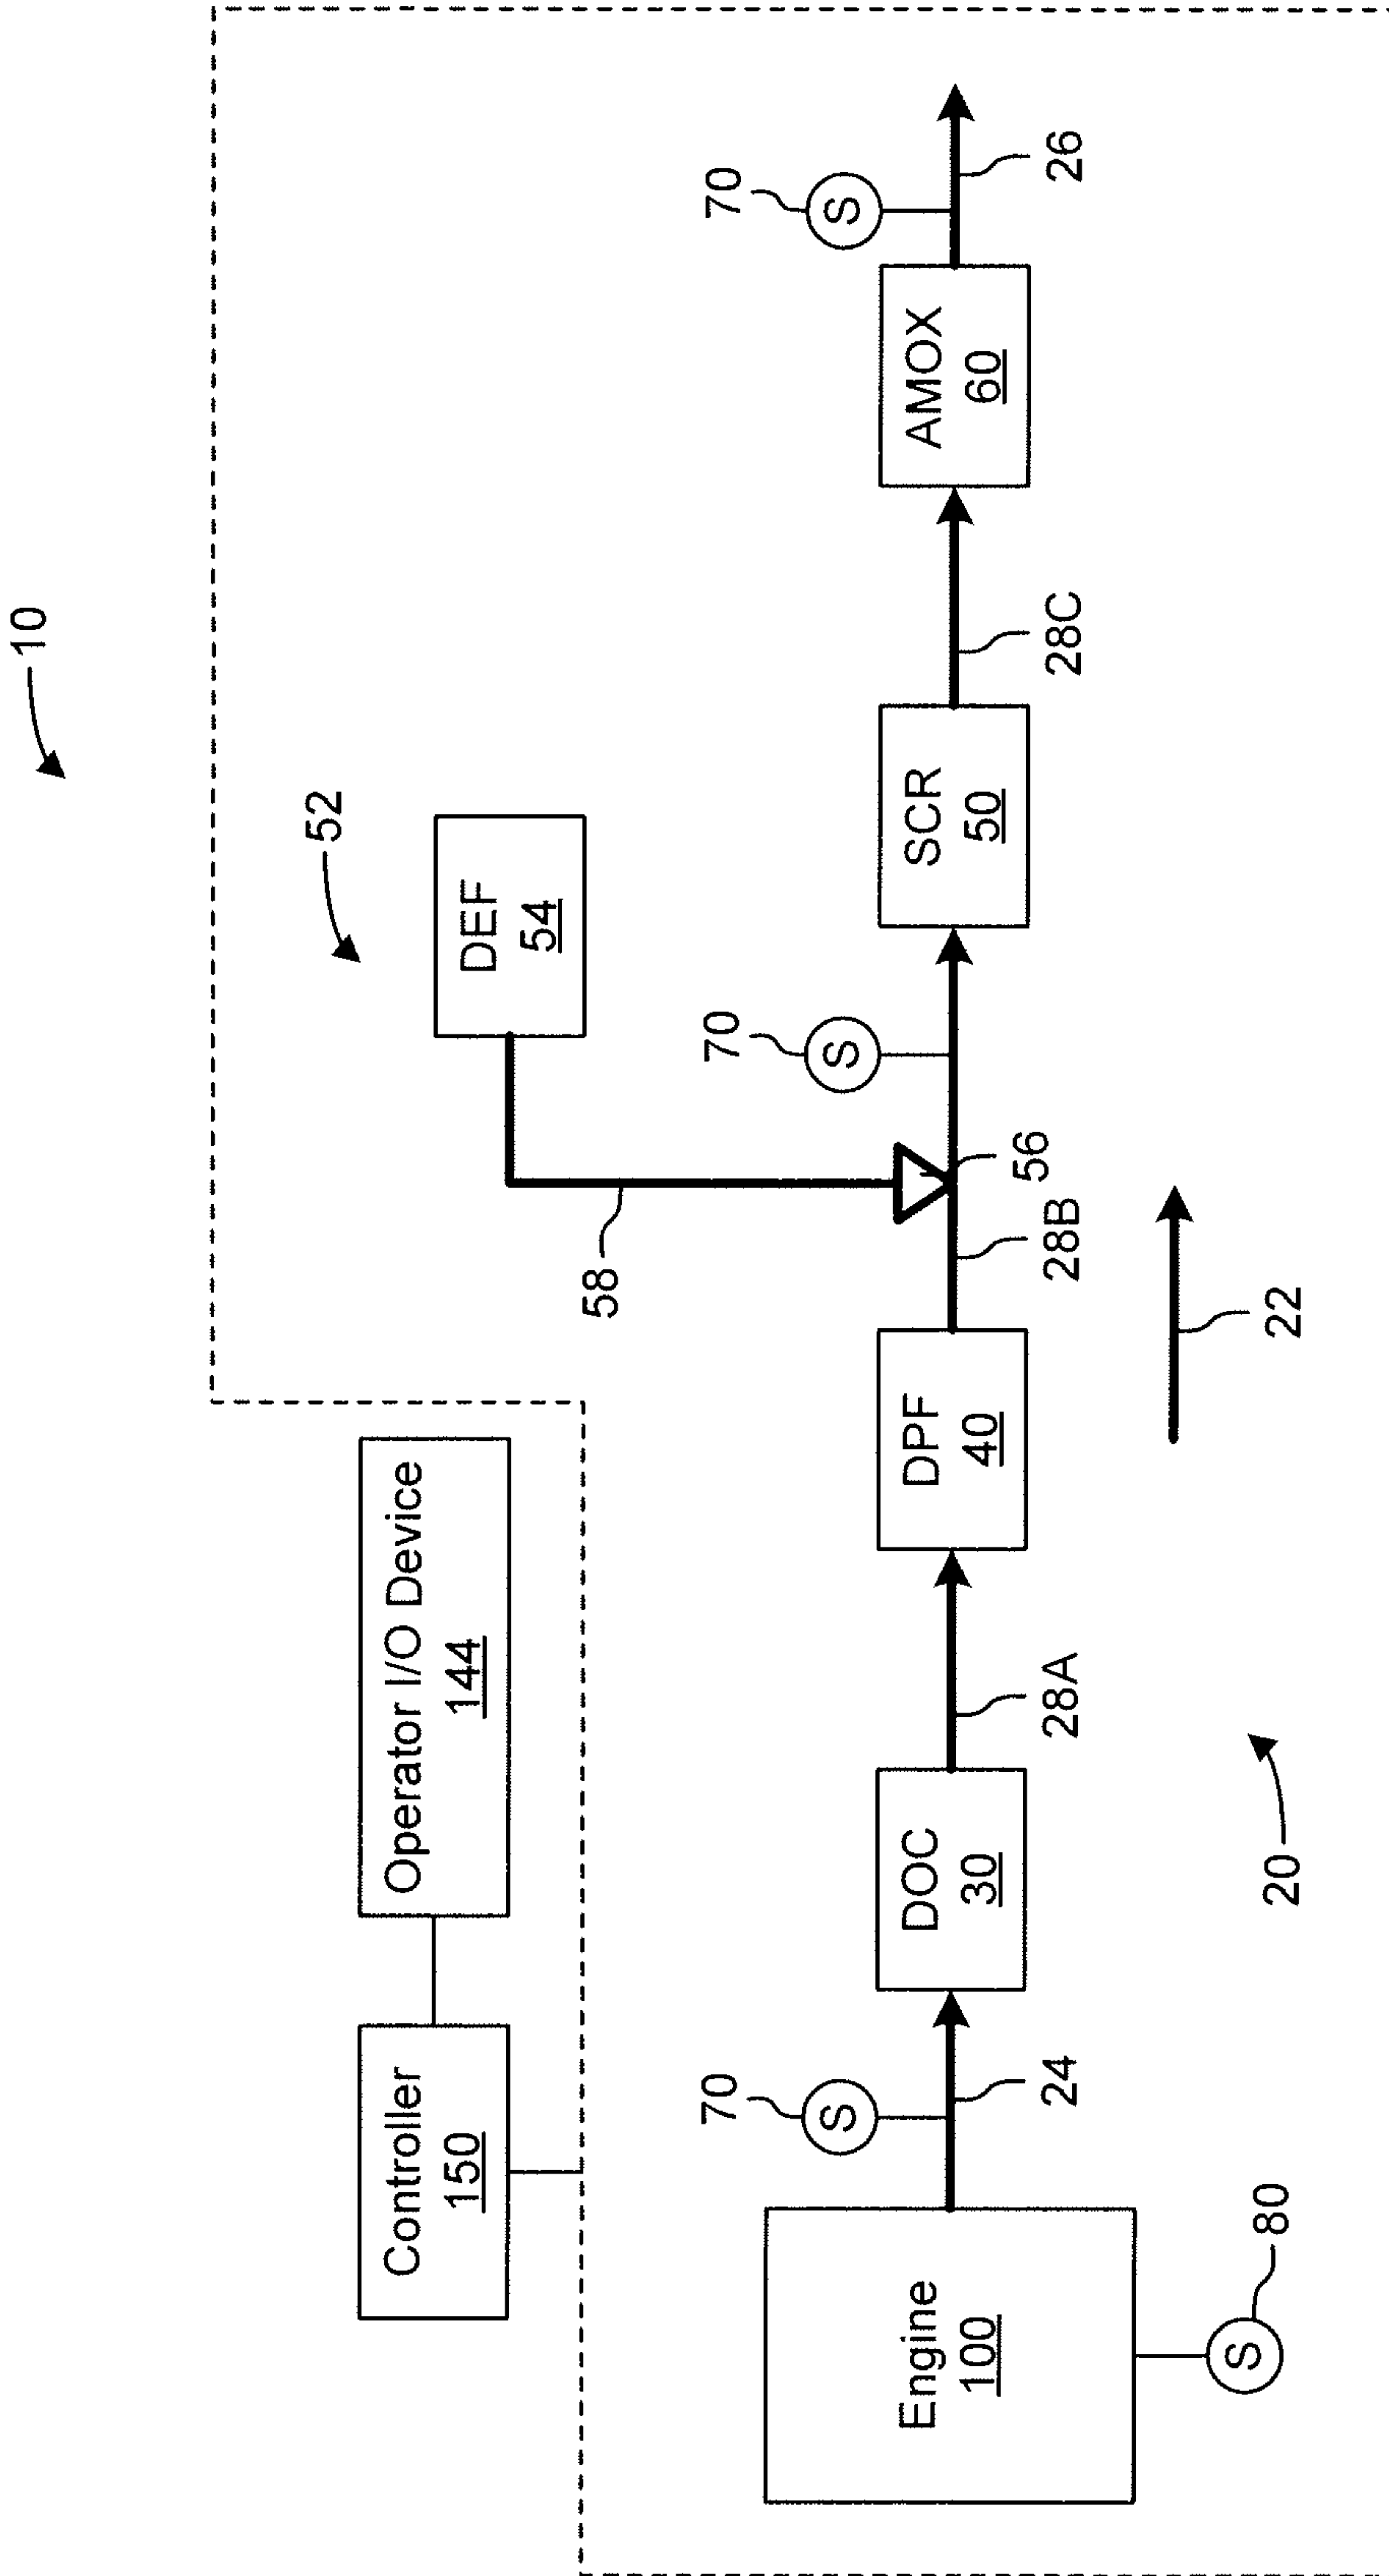 10
Controller
150
Operator I/O Device
144
52
DEF
54
58
70
S
70
S
70
S
Engine
100
DOC
30
DPF
40
SCR
50
AMOX
60
24
28A
28B
56
28C
26
S
80
20
22